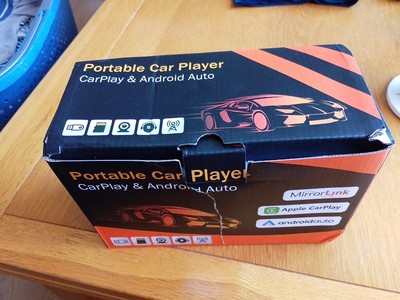 Portable Car Player
CarPlay & Android Auto
Portable Car Player
CarPlay & Android Auto
MirrorLink
Apple CarPlay
androidauto